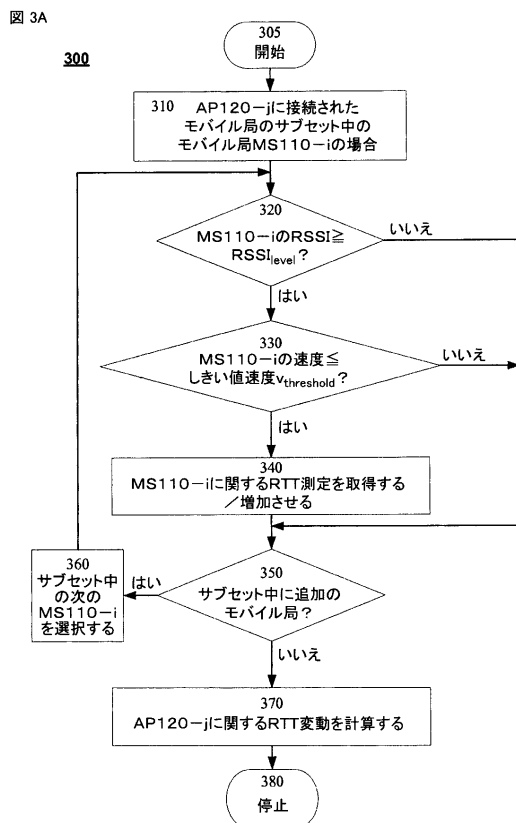 図 3A
300
305
開始
310 AP120-jに接続された
モバイル局のサブセット中の
モバイル局MS110-iの場合
320
MS110-iのRSSI≧
RSSIlevel?
いいえ
はい
330
MS110-iの速度≦
しきい値速度vthreshold?
いいえ
はい
340
MS110-iに関するRTT測定を取得する
/増加させる
350
サブセット中に追加の
モバイル局?
はい
360
サブセット中
の次の
MS110-i
を選択する
いいえ
370
AP120-jに関するRTT変動を計算する
380
停止